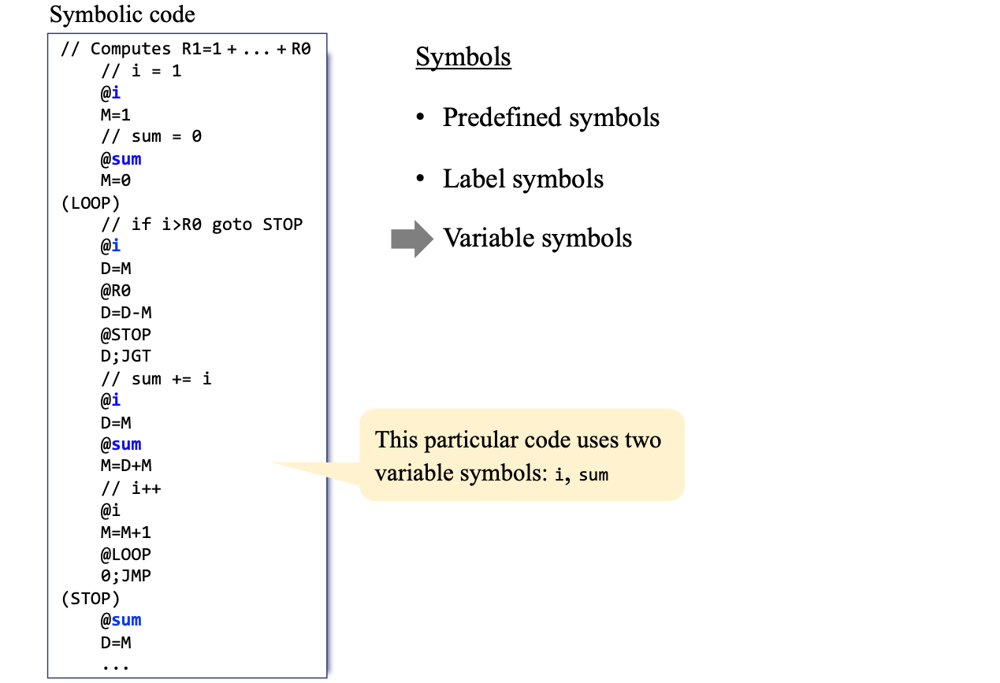 Symbolic code
// Computes R1=1 + ... + R0
// i = 1
@i
M=1
// sum = 0
@sum
M=0
(LOOP)
// if i>R0 goto STOP
@i
D=M
@R0
D=D-M
@STOP
D;JGT
// sum += i
@i
D=M
@sum
M=D+M
// i++
@i
M=M+1
@LOOP
0;JMP
(STOP)
@sum
D=M
...
Symbols
• Predefined symbols
• Label symbols
Variable symbols
This particular code uses two
variable symbols: i, sum